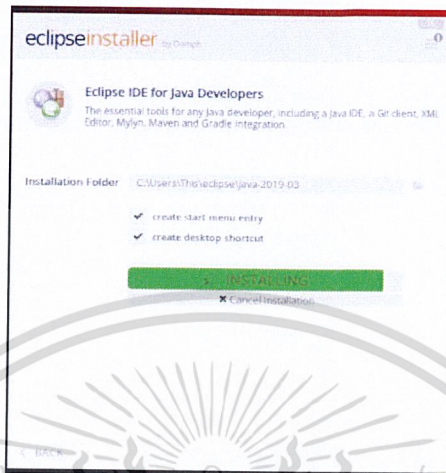 eclipseinstaller by Oomph
Eclipse IDE for Java Developers
The essential tools for any Java developer, including a Java IDE, a Git client, XML
Editor, Mylyn, Maven and Gradle integration.
Installation Folder C:\Users\This\eclipse\java-2019-03
create start menu entry
create desktop shortcut
INSTALLING
Cancel Installation
BACK